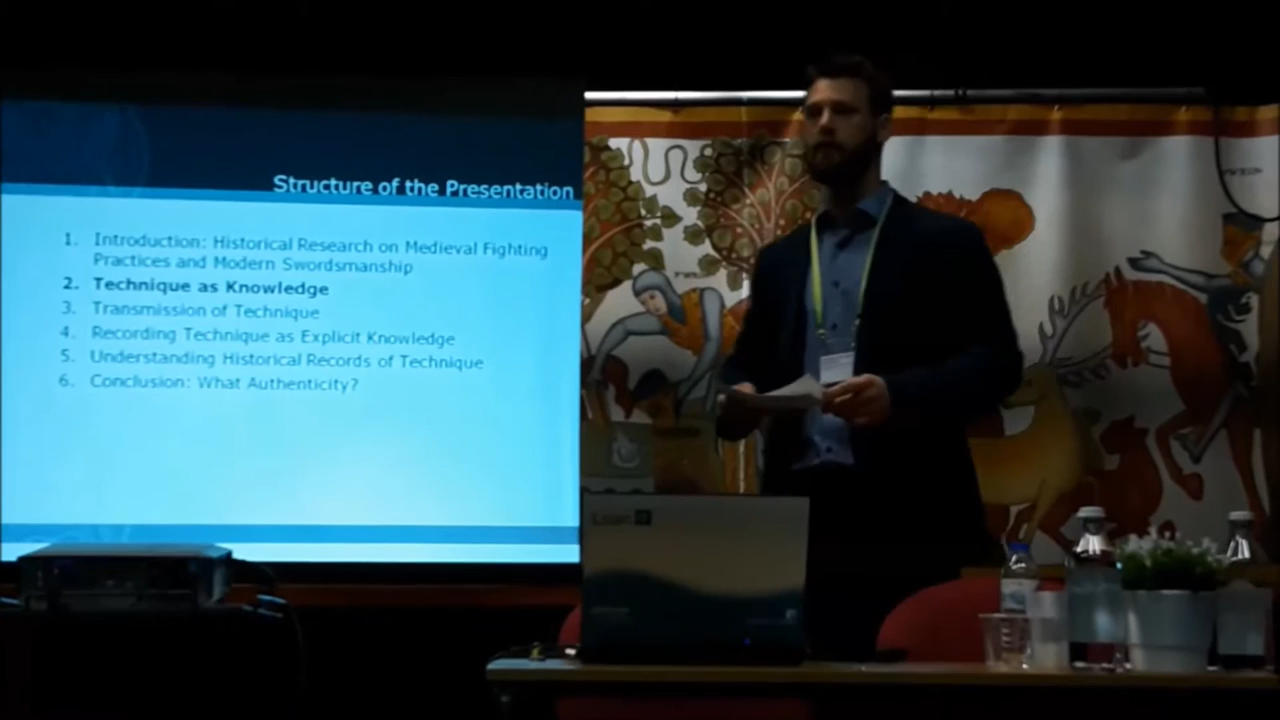 Structure of the Presentation
1. Introduction: Historical Research on Medieval Fighting
Practices and Modern Swordsmanship
2. Technique as Knowledge
3. Transmission of Technique
4. Recording Technique as Explicit Knowledge
5. Understanding Historical Records of Technique
6. Conclusion: What Authenticity?